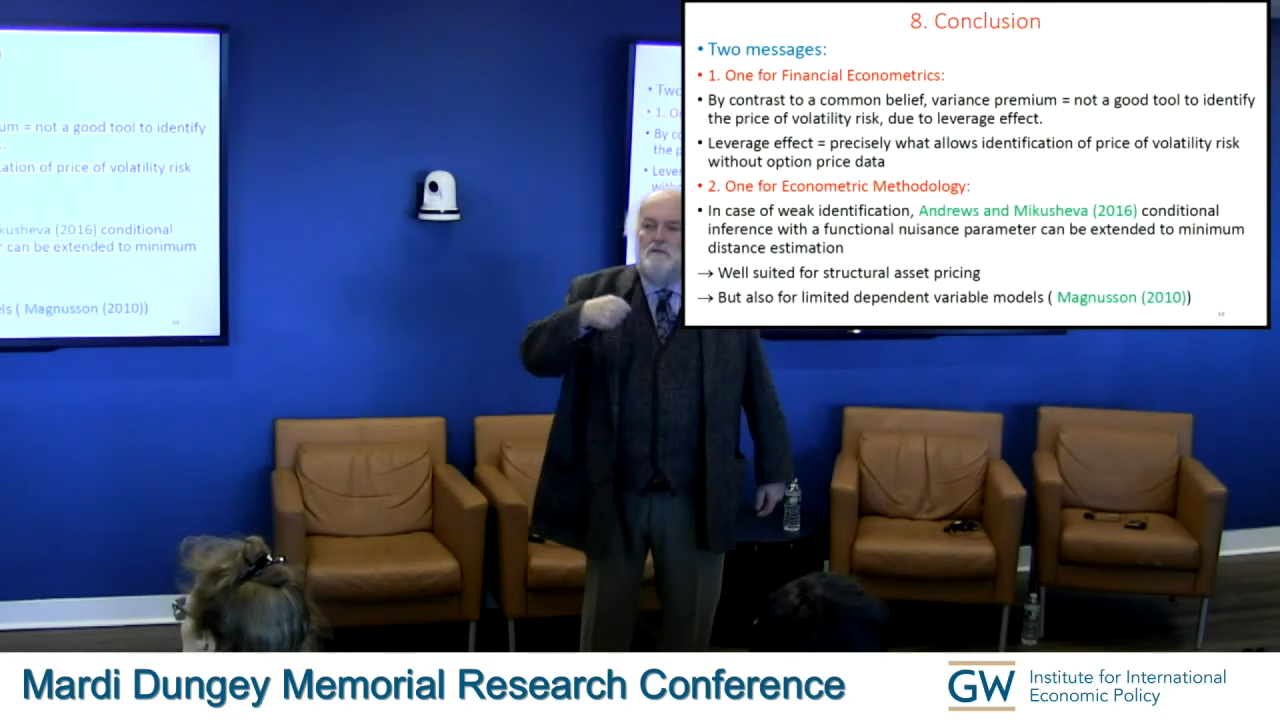 8. Conclusion
• Two messages:
• 1. One for Financial Econometrics:
• By contrast to a common belief, variance premium = not a good tool to identify
the price of volatility risk, due to leverage effect.
• Leverage effect = precisely what allows identification of price of volatility risk
without option price data
• 2. One for Econometric Methodology:
• In case of weak identification, Andrews and Mikusheva (2016) conditional
inference with a functional nuisance parameter can be extended to minimum
distance estimation
→ Well suited for structural asset pricing
→ But also for limited dependent variable models ( Magnusson (2010))
um = not a good tool to identify
ation of price of volatility risk
kusheva (2016) conditional
r can be extended to minimum
els ( Magnusson (2010))
• Two
• 1. O
• By co
the p
• Leve
Mardi Dungey Memorial Research Conference
GW
Institute for International
Economic Policy